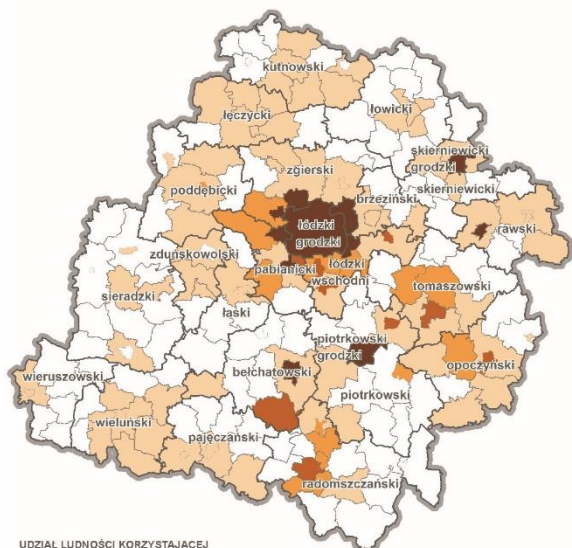 kutnowski
łęczycki
łowicki
skierniewicki
grodzki
zgierski
poddębicki
brzeziński
skierniewicki
łódzki
grodzki
rawski
zduńskowolski
pabianicki
łódzki
wschodni
tomaszowski
sieradzki
łaski
piotrkowski
grodzki
opoczyński
bełchatowski
wieruszowski
piotrkowski
wieluński
pajęczański
radomszczański
UDZIAŁ LUDNOŚCI KORZYSTAJĄCEJ